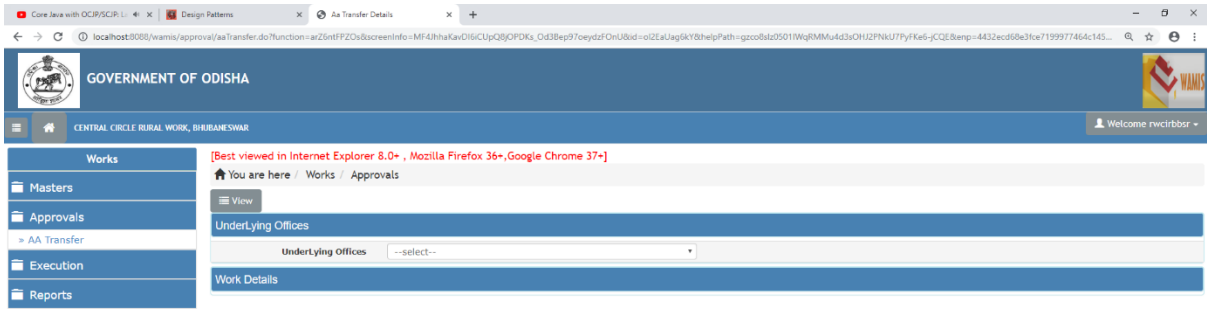 Core Java with OCJP/SCJP: L
Design Patterns
Aa Transfer Details
localhost:8088/wamis/approval/aaTransfer.do?function=arZ6ntFPZOs&screenInfo=MF4JhhaKavDI6iCUpQ8jOPDKs_Od3Bep97oeydzFOnU&id=ol2EaUag6kY&helpPath=gzco8slz0501IWqRMMu4d3sOHJ2PNkU7PyFKe6-jCQE&enp=4432ecd68e3fce7199977464c145...
GOVERNMENT OF ODISHA
WAMIS
CENTRAL CIRCLE RURAL WORK, BHUBANESWAR
Welcome rwcirbbsr
Works
[Best viewed in Internet Explorer 8.0+ , Mozilla Firefox 36+,Google Chrome 37+]
You are here / Works / Approvals
Masters
View
Approvals
UnderLying Offices
» AA Transfer
UnderLying Offices --select--
Execution
Work Details
Reports